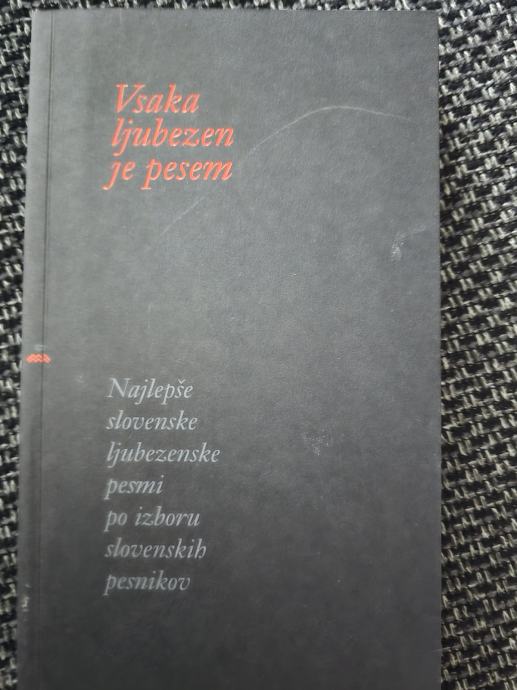 Vsaka
ljubezen
je pesem
Najlepše
slovenske
ljubezenske
pesmi
po izboru
slovenskih
pesnikov